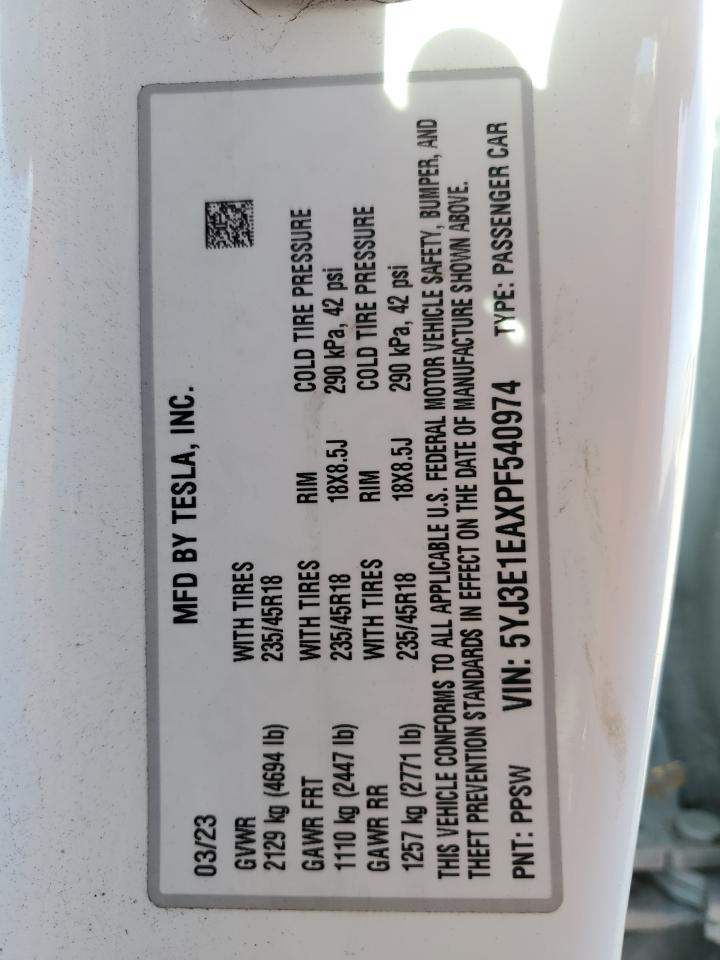 MFD BY TESLA, INC.
03/23
GVWR WITH TIRES
2129 kg (4694 lb) 235/45R18
GAWR FRT WITH TIRES RIM COLD TIRE PRESSURE
1110 kg (2447 lb) 235/45R18 18X8.5J 290 kPa, 42 psi
GAWR RR WITH TIRES RIM COLD TIRE PRESSURE
1257 kg (2771 lb) 235/45R18 18X8.5J 290 kPa, 42 psi
THIS VEHICLE CONFORMS TO ALL APPLICABLE U.S. FEDERAL MOTOR VEHICLE SAFETY, BUMPER, AND
THEFT PREVENTION STANDARDS IN EFFECT ON THE DATE OF MANUFACTURE SHOWN ABOVE.
PNT: PPSW VIN: 5YJ3E1EAXPF540974 TYPE: PASSENGER CAR